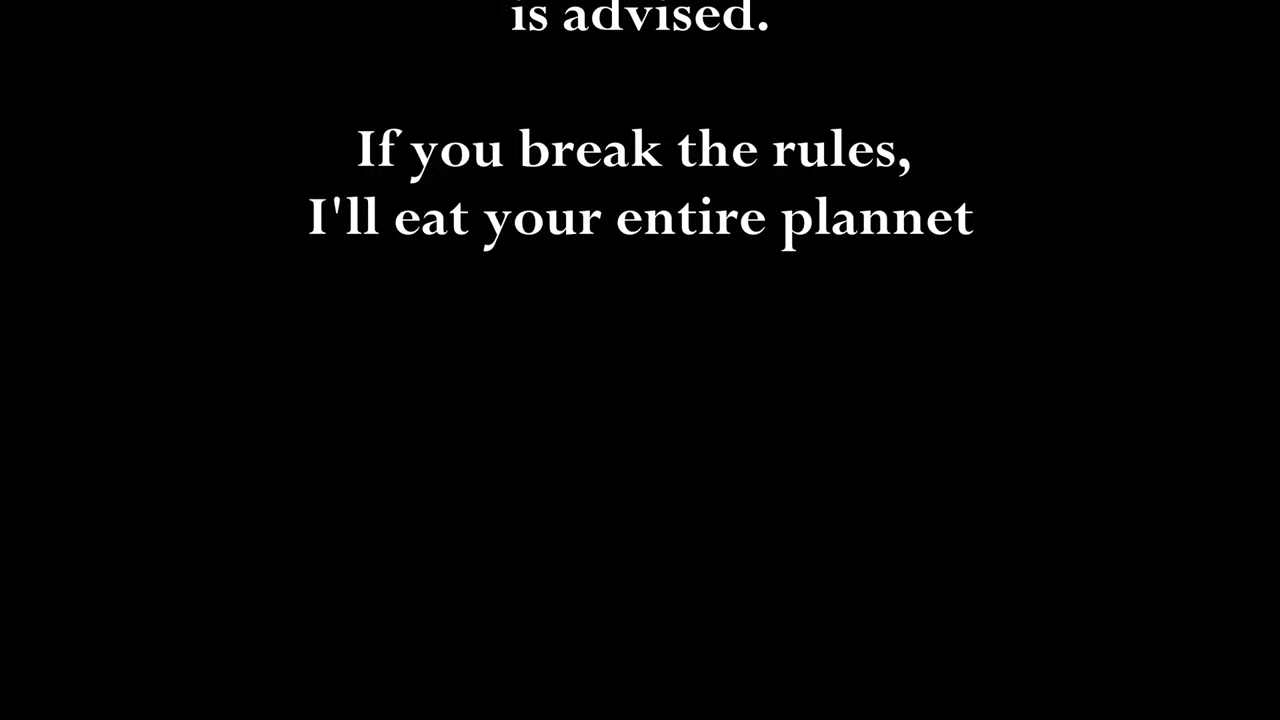 is advised.
If you break the rules,
I'll eat your entire plannet